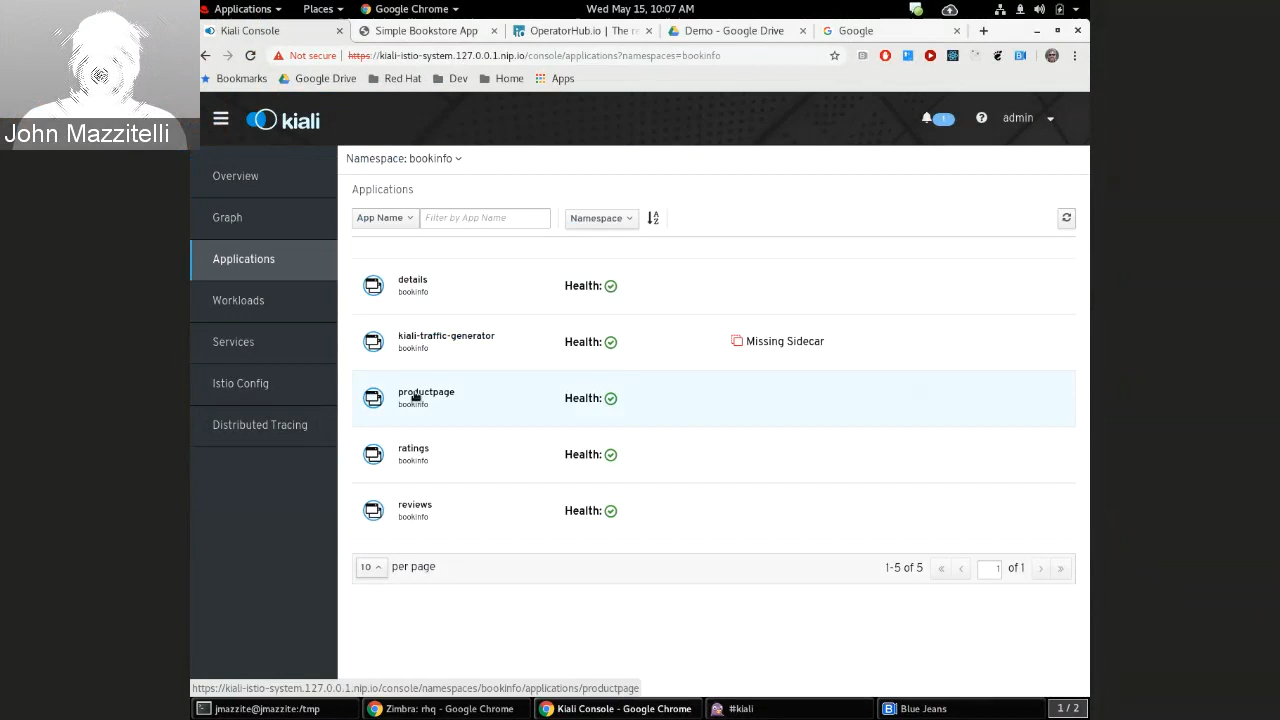 Applications
Places
Google Chrome
Wed May 15, 10:07 AM
Kiali Console
Simple Bookstore App
OperatorHub.io | The re
Demo - Google Drive
Google
Not secure
https://kiali-istio-system.127.0.0.1.nip.io/console/applications?namespaces=bookinfo
Bookmarks
Google Drive
Red Hat
Dev
Home
Apps
John Mazzitelli
kiali
1
admin
Namespace: bookinfo
Overview
Graph
Applications
Workloads
Services
Istio Config
Distributed Tracing
Applications
App Name
Filter by App Name
Namespace
details
bookinfo
Health:
kiali-traffic-generator
bookinfo
Health:
Missing Sidecar
productpage
bookinfo
Health:
ratings
bookinfo
Health:
reviews
bookinfo
Health:
10
per page
1-5 of 5
1
of 1
https://kiali-istio-system.127.0.0.1.nip.io/console/namespaces/bookinfo/applications/productpage
jmazzite@jmazzite:/tmp
Zimbra: rhq - Google Chrome
Kiali Console - Google Chrome
#kiali
Blue Jeans
1 / 2